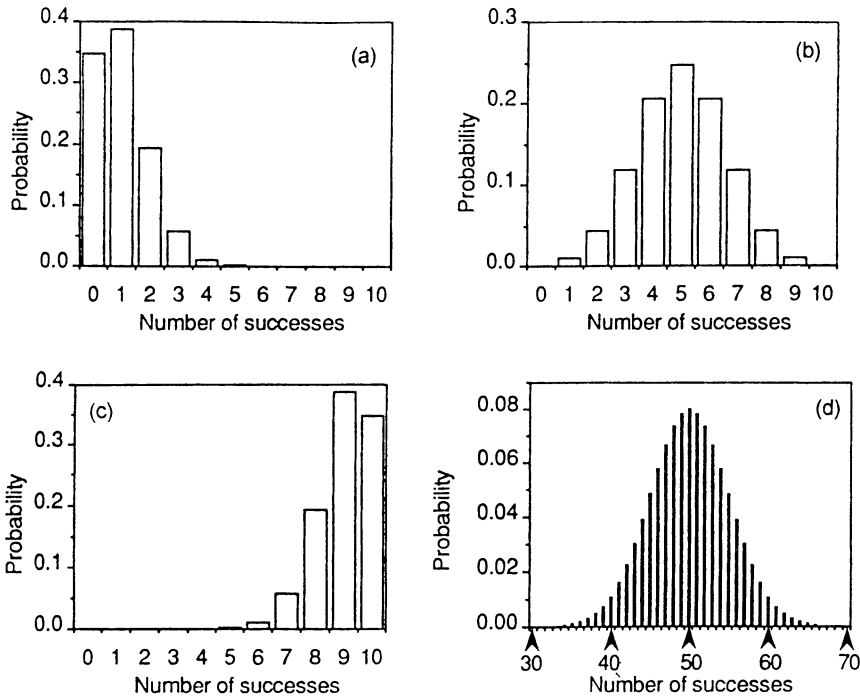 0.4
0.3
0.2
0.1
0.0
Probability
(a)
0 1 2 3 4 5 6 7 8 9 10
Number of successes
0.3
0.2
0.1
0.0
Probability
(b)
0 1 2 3 4 5 6 7 8 9 10
Number of successes
0.4
0.3
0.2
0.1
0.0
Probability
(c)
0 1 2 3 4 5 6 7 8 9 10
Number of successes
0.08
0.06
0.04
0.02
0.00
Probability
(d)
30 40 50 60 70
Number of successes